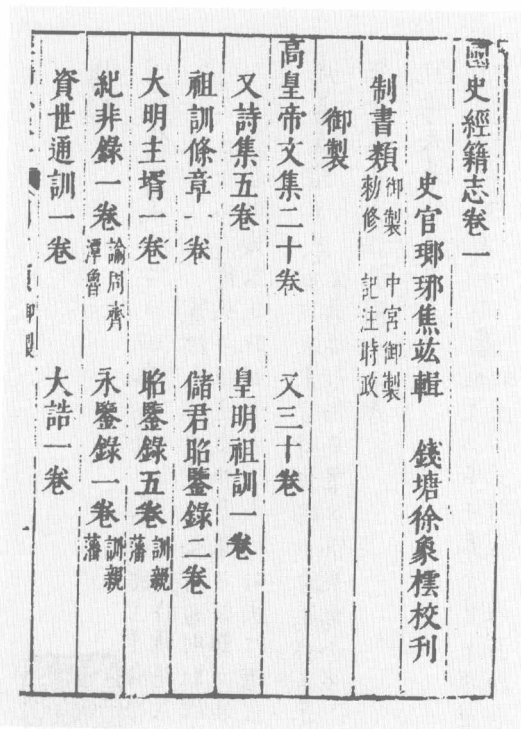 國史經籍志卷一
史官瑯琊焦竑輯 錢塘徐象橒校刊
制書類 御製 中宮御製 勑修 記注時政
御製
高皇帝文集二十卷 又三十卷
又詩集五卷 皇明祖訓一卷
祖訓條章一卷 儲君昭鑒錄二卷
大明主壻一卷 昭鑒錄五卷 訓親藩
紀非錄一卷 諭周齊潭魯 永鑒錄一卷 訓親藩
資世通訓一卷 大誥一卷
御製